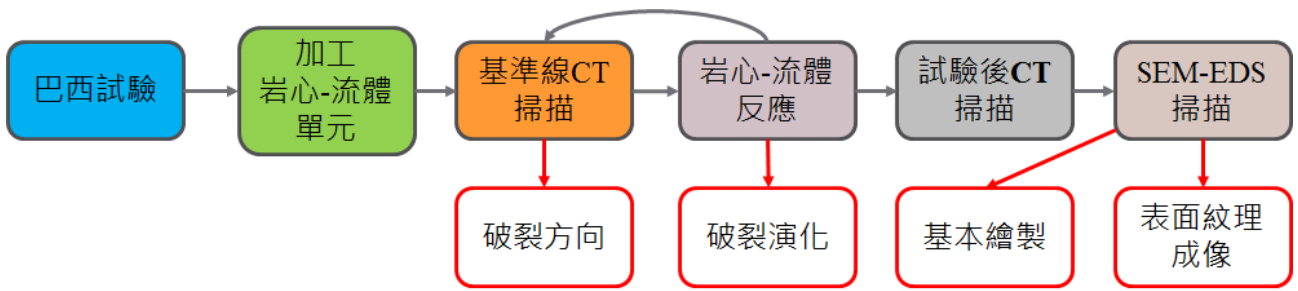 巴西試驗
加工
岩心-流體
單元
基準線CT
掃描
岩心-流體
反應
試驗後CT
掃描
SEM-EDS
掃描
破裂方向
破裂演化
基本繪製
表面紋理
成像